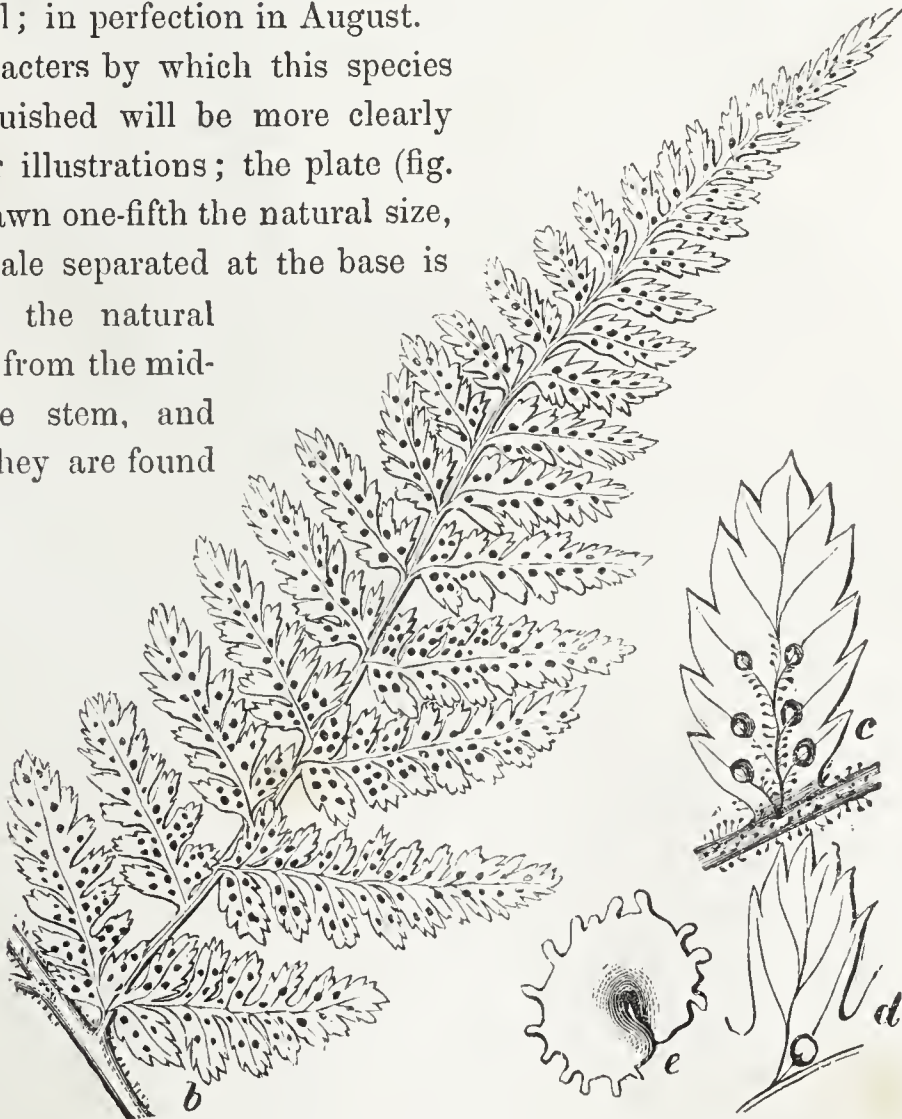 l; in perfection in August.
acters by which this species
uished will be more clearly
illustrations; the plate (fig.
awn one-fifth the natural size,
ale separated at the base is
the natural
from the mid-
e stem, and
hey are found
c
d
e
b